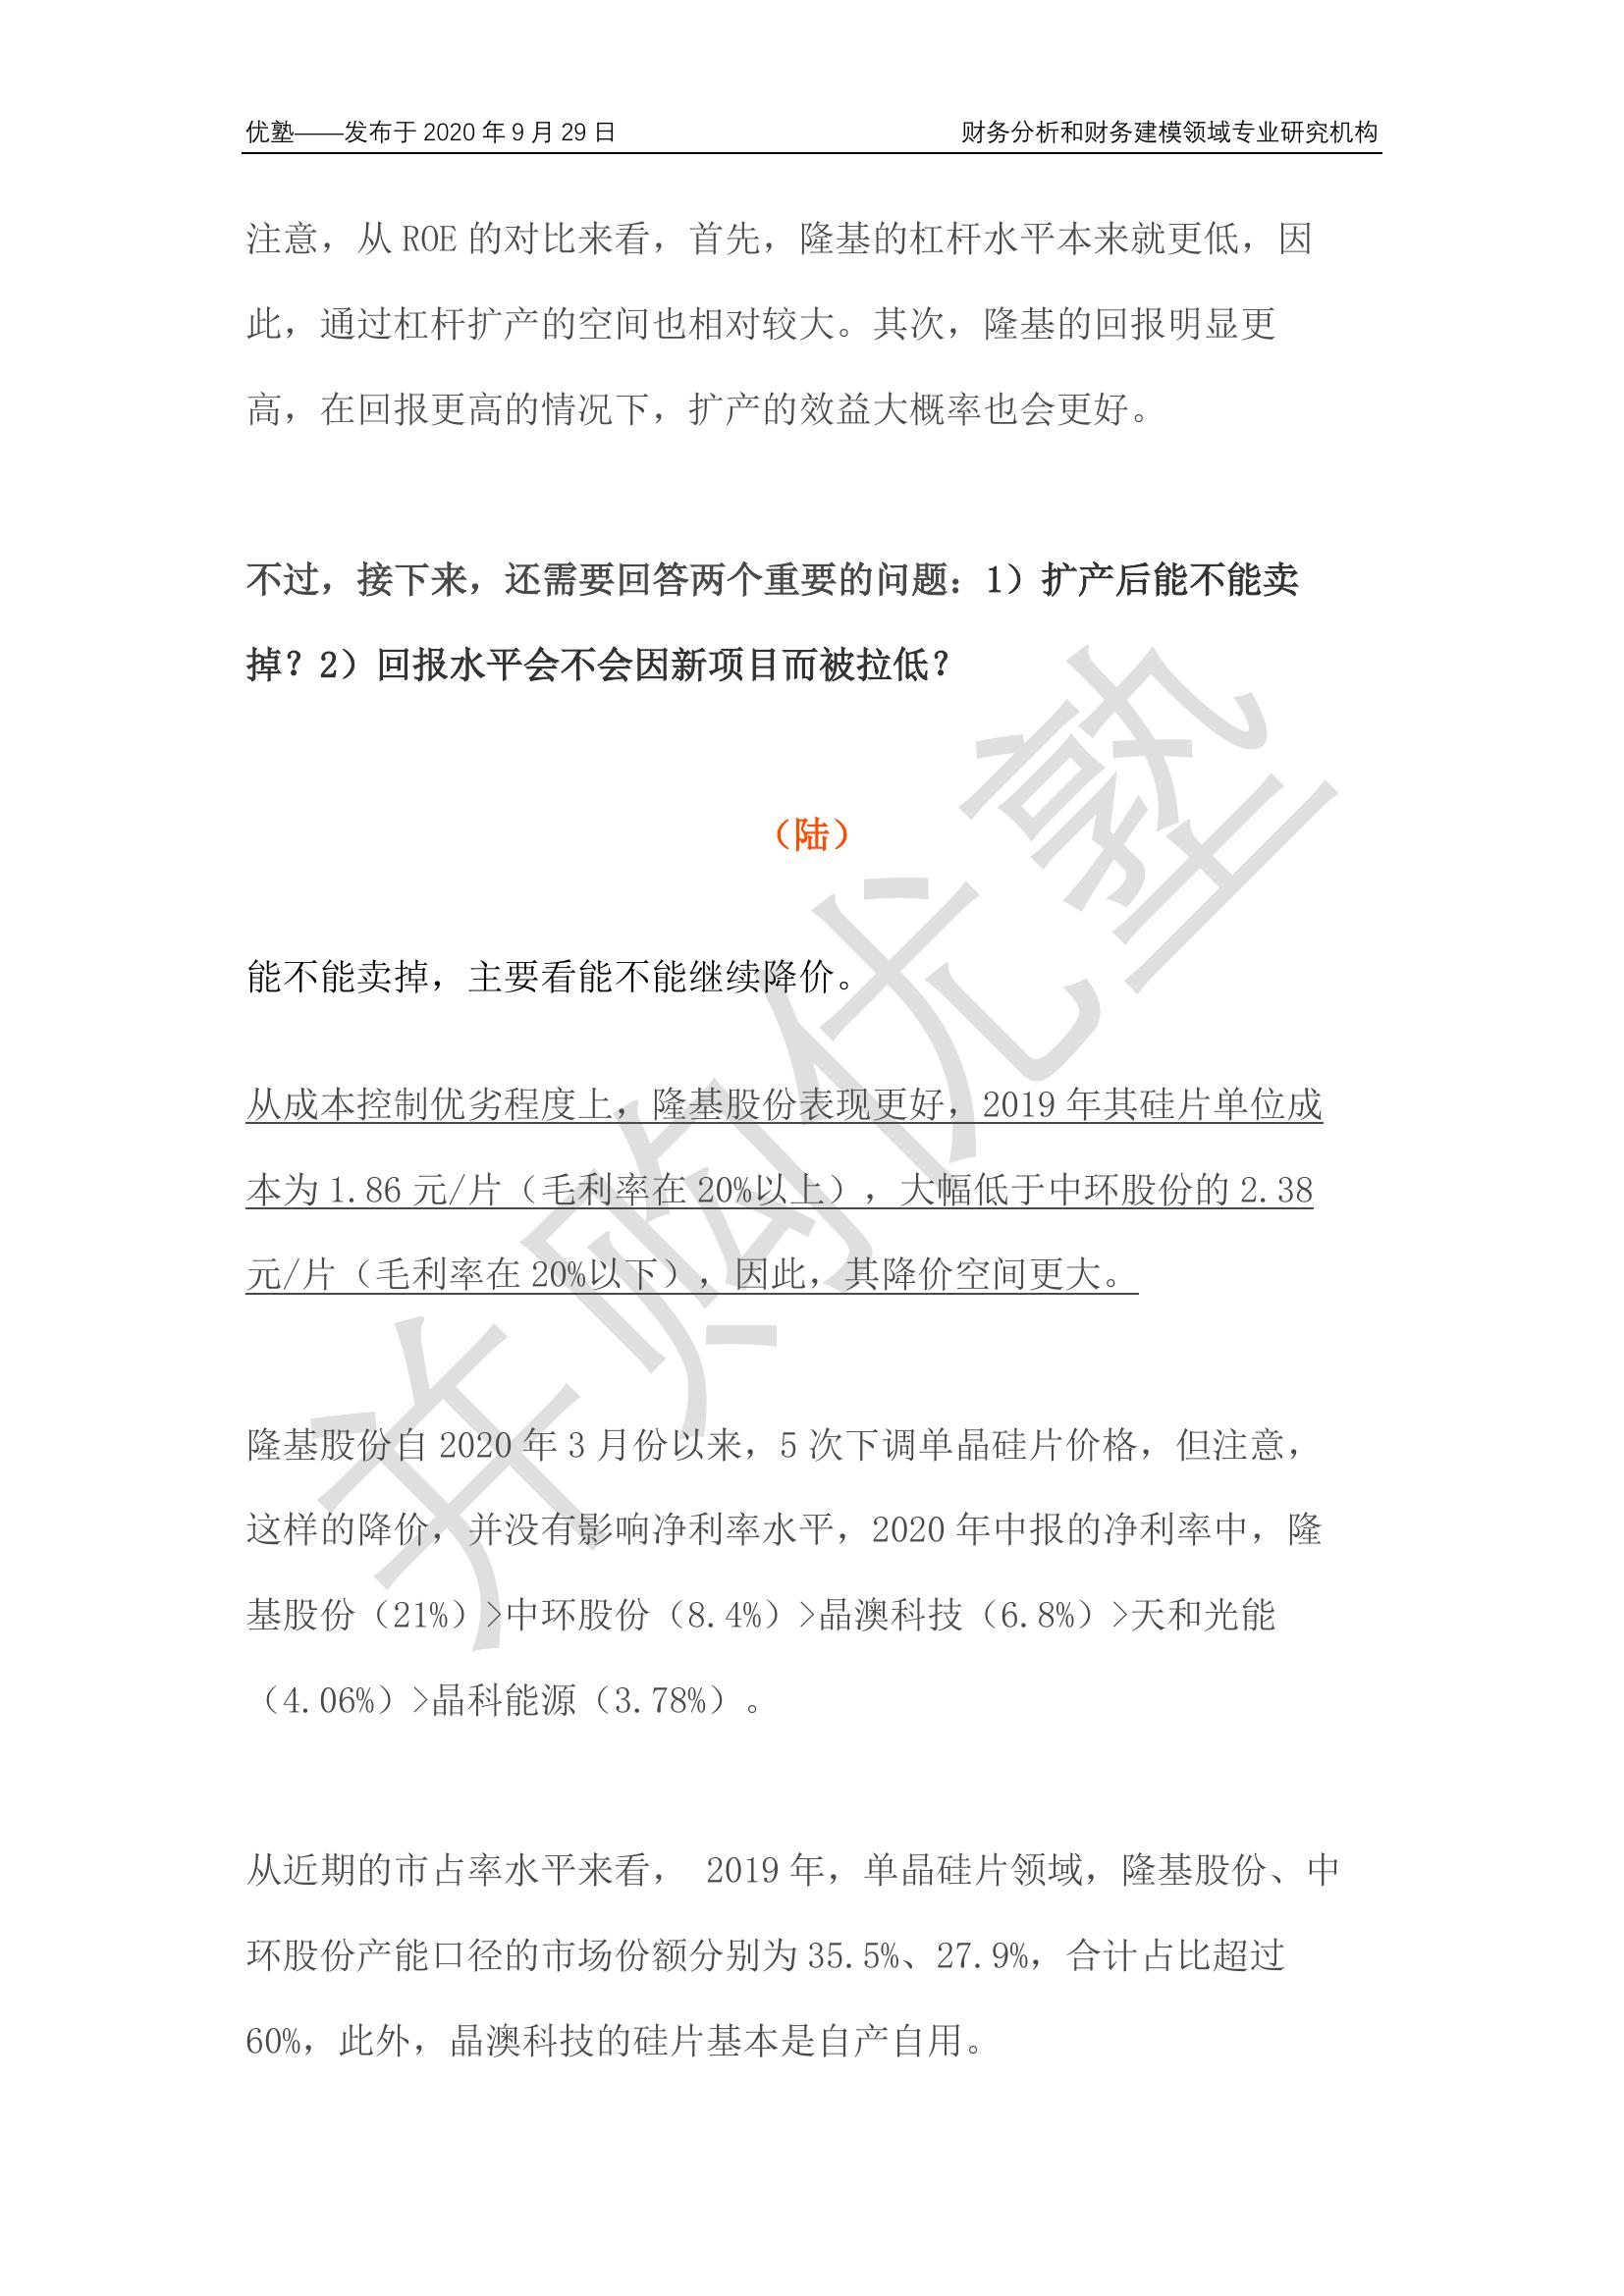 优塾——发布于 2020 年 9 月 29 日 财务分析和财务建模领域专业研究机构
注意，从 ROE 的对比来看，首先，隆基的杠杆水平本来就更低，因
此，通过杠杆扩产的空间也相对较大。其次，隆基的回报明显更
高，在回报更高的情况下，扩产的效益大概率也会更好。
不过，接下来，还需要回答两个重要的问题：1）扩产后能不能卖
掉？2）回报水平会不会因新项目而被拉低？
（陆）
能不能卖掉，主要看能不能继续降价。
从成本控制优劣程度上，隆基股份表现更好，2019 年其硅片单位成
本为 1.86 元/片（毛利率在 20%以上），大幅低于中环股份的 2.38
元/片（毛利率在 20%以下），因此，其降价空间更大。
隆基股份自 2020 年 3 月份以来，5 次下调单晶硅片价格，但注意，
这样的降价，并没有影响净利率水平，2020 年中报的净利率中，隆
基股份（21%）>中环股份（8.4%）>晶澳科技（6.8%）>天和光能
（4.06%）>晶科能源（3.78%）。
从近期的市占率水平来看， 2019 年，单晶硅片领域，隆基股份、中
环股份产能口径的市场份额分别为 35.5%、27.9%，合计占比超过
60%，此外，晶澳科技的硅片基本是自产自用。
并购优塾